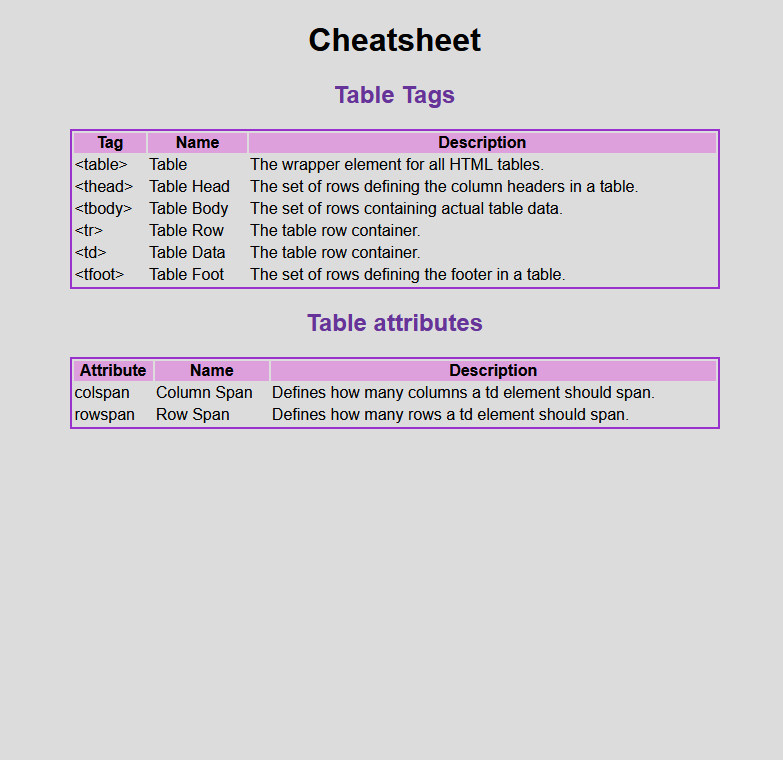 Cheatsheet
Table Tags
Tag Name Description
<table> Table The wrapper element for all HTML tables.
<thead> Table Head The set of rows defining the column headers in a table.
<tbody> Table Body The set of rows containing actual table data.
<tr> Table Row The table row container.
<td> Table Data The table row container.
<tfoot> Table Foot The set of rows defining the footer in a table.
Table attributes
Attribute Name Description
colspan Column Span Defines how many columns a td element should span.
rowspan Row Span Defines how many rows a td element should span.